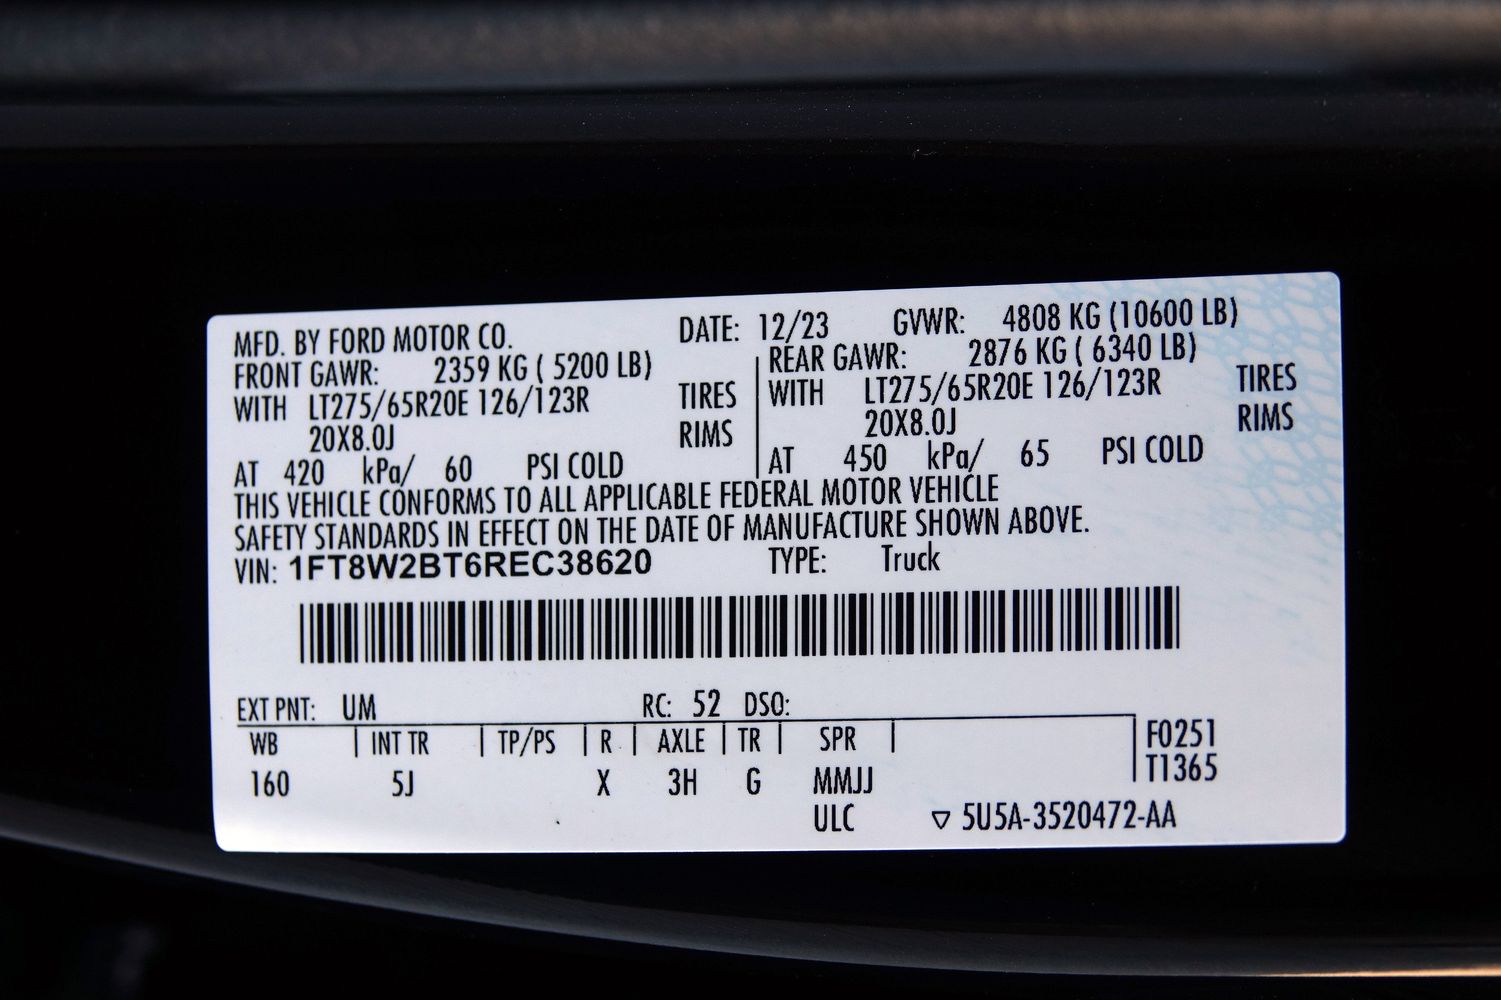 MFD. BY FORD MOTOR CO. DATE: 12/23 GVWR: 4808 KG (10600 LB)
FRONT GAWR: 2359 KG ( 5200 LB) REAR GAWR: 2876 KG ( 6340 LB)
WITH LT275/65R20E 126/123R TIRES WITH LT275/65R20E 126/123R TIRES
20X8.0J RIMS 20X8.0J RIMS
AT 420 kPa/ 60 PSI COLD AT 450 kPa/ 65 PSI COLD
THIS VEHICLE CONFORMS TO ALL APPLICABLE FEDERAL MOTOR VEHICLE
SAFETY STANDARDS IN EFFECT ON THE DATE OF MANUFACTURE SHOWN ABOVE.
VIN: 1FT8W2BT6REC38620 TYPE: Truck
EXT PNT: UM RC: 52 DSO:
WB | INT TR | TP/PS | R | AXLE | TR | SPR | F0251
160 5J X 3H G MMJJ T1365
ULC ▽ 5U5A-3520472-AA